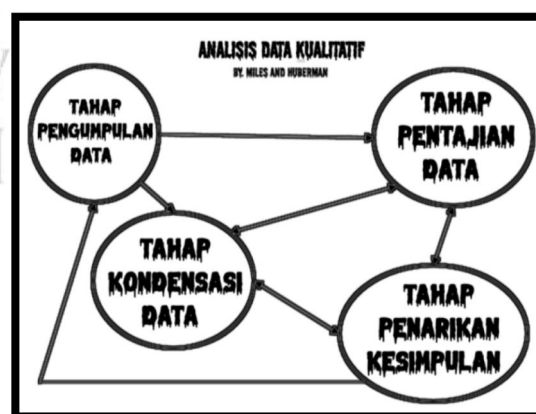 ANALISIS DATA KUALITATIF
BY. MILES AND HUBERMAN
TAHAP
PENGUMPULAN
DATA
TAHAP
PENTAJIAN
DATA
TAHAP
KONDENSASI
DATA
TAHAP
PENARIKAN
KESIMPULAN